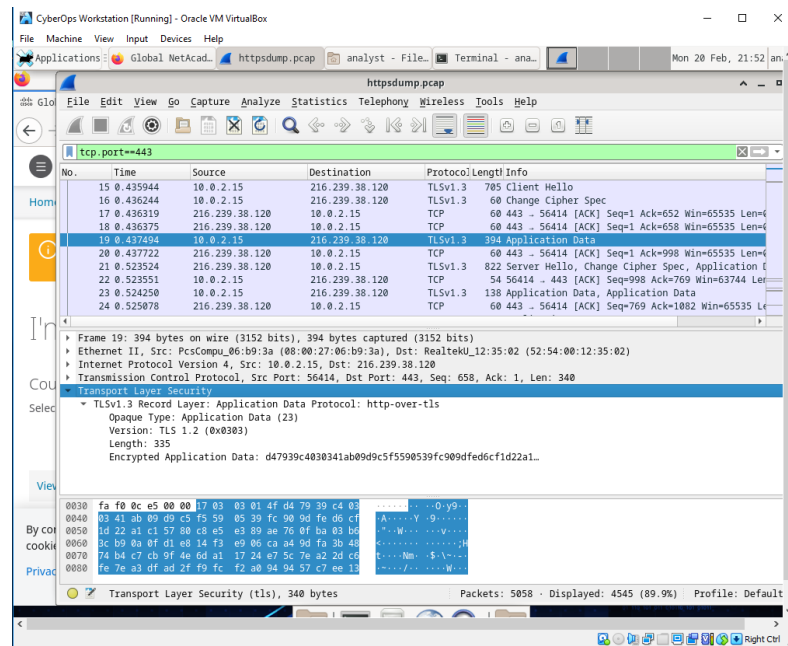 CyberOps Workstation [Running] - Oracle VM VirtualBox
File Machine View Input Devices Help
Applications Global NetAcad… httpsdump.pcap analyst - File… Terminal - ana… Mon 20 Feb, 21:52 an
httpsdump.pcap
Glo File Edit View Go Capture Analyze Statistics Telephony Wireless Tools Help
tcp.port==443
No. Time Source Destination Protocol Length Info
15 0.435944 10.0.2.15 216.239.38.120 TLSv1.3 705 Client Hello
Hom 16 0.436244 10.0.2.15 216.239.38.120 TLSv1.3 60 Change Cipher Spec
17 0.436319 216.239.38.120 10.0.2.15 TCP 60 443 → 56414 [ACK] Seq=1 Ack=652 Win=65535 Len=
18 0.436375 216.239.38.120 10.0.2.15 TCP 60 443 → 56414 [ACK] Seq=1 Ack=658 Win=65535 Len=
19 0.437494 10.0.2.15 216.239.38.120 TLSv1.3 394 Application Data
20 0.437722 216.239.38.120 10.0.2.15 TCP 60 443 → 56414 [ACK] Seq=1 Ack=998 Win=65535 Len=
21 0.523524 216.239.38.120 10.0.2.15 TLSv1.3 822 Server Hello, Change Cipher Spec, Application
22 0.523551 10.0.2.15 216.239.38.120 TCP 54 56414 → 443 [ACK] Seq=998 Ack=769 Win=63744 Len
23 0.524250 10.0.2.15 216.239.38.120 TLSv1.3 138 Application Data, Application Data
24 0.525078 216.239.38.120 10.0.2.15 TCP 60 443 → 56414 [ACK] Seq=769 Ack=1082 Win=65535 Le
I'm
Frame 19: 394 bytes on wire (3152 bits), 394 bytes captured (3152 bits)
Ethernet II, Src: PcsCompu_06:b9:3a (08:00:27:06:b9:3a), Dst: RealtekU_12:35:02 (52:54:00:12:35:02)
Internet Protocol Version 4, Src: 10.0.2.15, Dst: 216.239.38.120
Cou Transmission Control Protocol, Src Port: 56414, Dst Port: 443, Seq: 658, Ack: 1, Len: 340
Transport Layer Security
Selec TLSv1.3 Record Layer: Application Data Protocol: http-over-tls
Opaque Type: Application Data (23)
Version: TLS 1.2 (0x0303)
Length: 335
Encrypted Application Data: d47939c4030341ab09d9c5f5590539fc909dfed6cf1d22a1…
View
0030 fa f0 0c e5 00 00 17 03 03 01 4f d4 79 39 c4 03 ······ ·· ··O·y9··
By con 0040 03 41 ab 09 d9 c5 f5 59 05 39 fc 90 9d fe d6 cf ·A·····Y ·9······
0050 1d 22 a1 c1 57 80 c8 e5 e3 89 ae 76 0f ba 03 b6 ·"··W··· ···v····
cookie 0060 3c b9 0a 0f d1 e8 14 f3 e9 06 ca a4 9d fa 3b 48 <······· ······;H
0070 74 b4 c7 cb 9f 4e 6d a1 17 24 e7 5c 7e a2 2d c6 t····Nm· ·$·\~·-·
Privac 0080 fe 7e a3 df ad 2f f9 fc f2 a0 94 94 57 c7 ee 13 ·~···/·· ····W···
Transport Layer Security (tls), 340 bytes Packets: 5058 · Displayed: 4545 (89.9%) Profile: Default
Right Ctrl